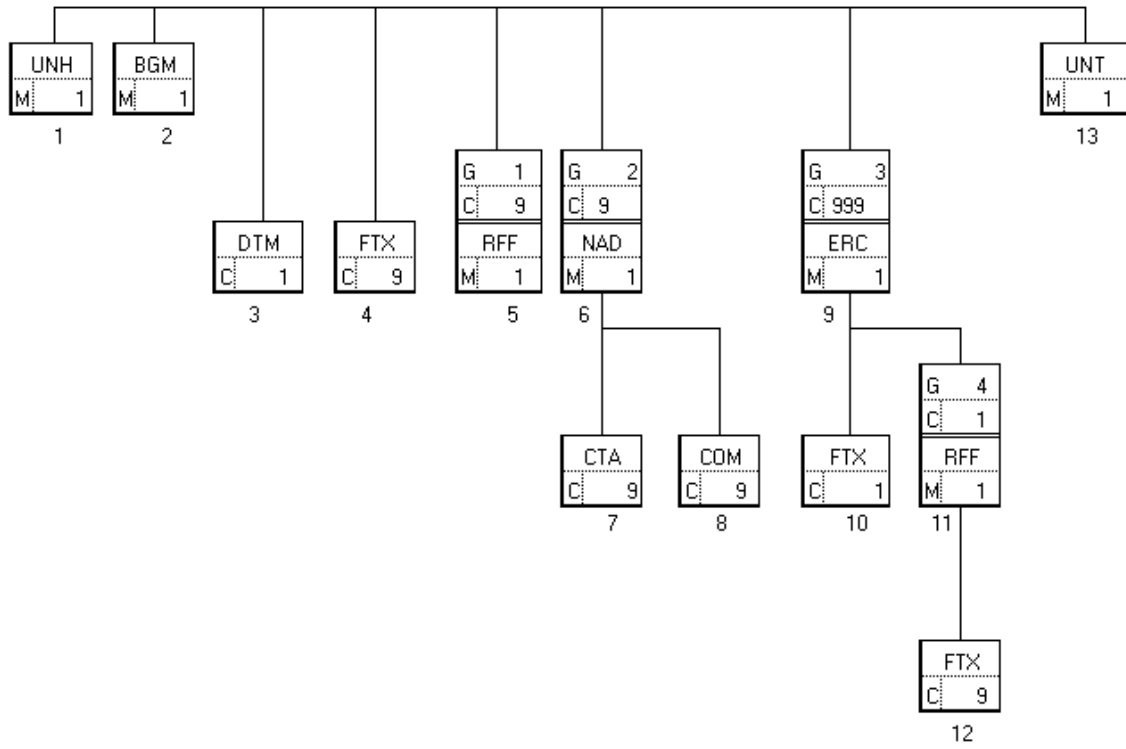 UNH
M 1
1
BGM
M 1
2
UNT
M 1
13
DTM
C 1
3
FTX
C 9
4
G 1
C 9
RFF
M 1
5
G 2
C 9
NAD
M 1
6
G 3
C 999
ERC
M 1
9
CTA
C 9
7
COM
C 9
8
FTX
C 1
10
G 4
C 1
RFF
M 1
11
FTX
C 9
12